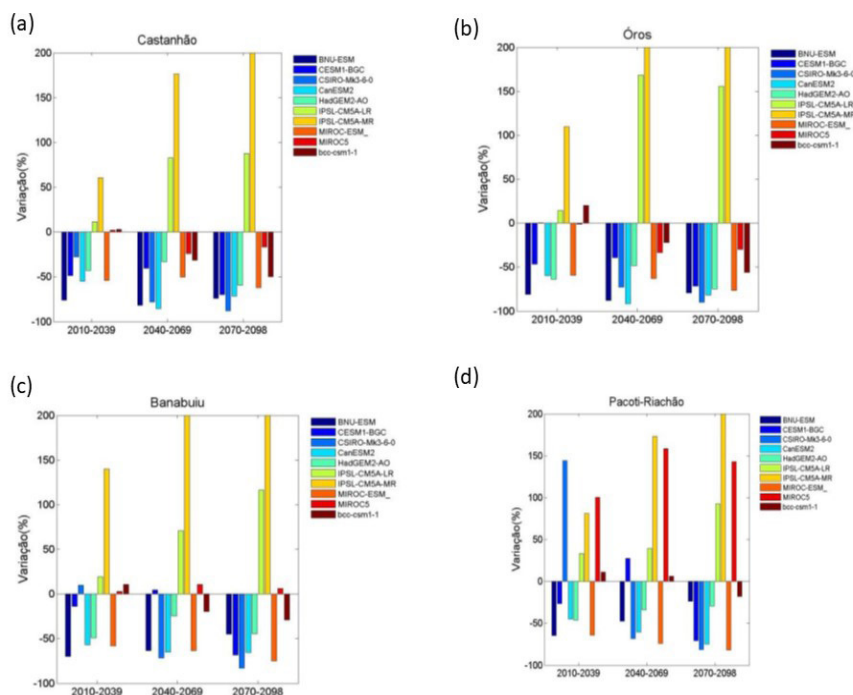 (a)
Castanhão
200
150
100
50
0
-50
-100
Variação(%)
2010-2039
2040-2069
2070-2098
BNU-ESM
CESM1-BGC
CSIRO-Mk3-6-0
CanESM2
HadGEM2-AO
IPSL-CM5A-LR
IPSL-CM5A-MR
MIROC-ESM_
MIROC5
bcc-csm1-1
(b)
Óros
200
150
100
50
0
-50
-100
Variação(%)
2010-2039
2040-2069
2070-2098
BNU-ESM
CESM1-BGC
CSIRO-Mk3-6-0
CanESM2
HadGEM2-AO
IPSL-CM5A-LR
IPSL-CM5A-MR
MIROC-ESM_
MIROC5
bcc-csm1-1
(c)
Banabuiu
200
150
100
50
0
-50
-100
Variação(%)
2010-2039
2040-2069
2070-2098
BNU-ESM
CESM1-BGC
CSIRO-Mk3-6-0
CanESM2
HadGEM2-AO
IPSL-CM5A-LR
IPSL-CM5A-MR
MIROC-ESM_
MIROC5
bcc-csm1-1
(d)
Pacoti-Riachão
200
150
100
50
0
-50
-100
Variação(%)
2010-2039
2040-2069
2070-2098
BNU-ESM
CESM1-BGC
CSIRO-Mk3-6-0
CanESM2
HadGEM2-AO
IPSL-CM5A-LR
IPSL-CM5A-MR
MIROC-ESM_
MIROC5
bcc-csm1-1